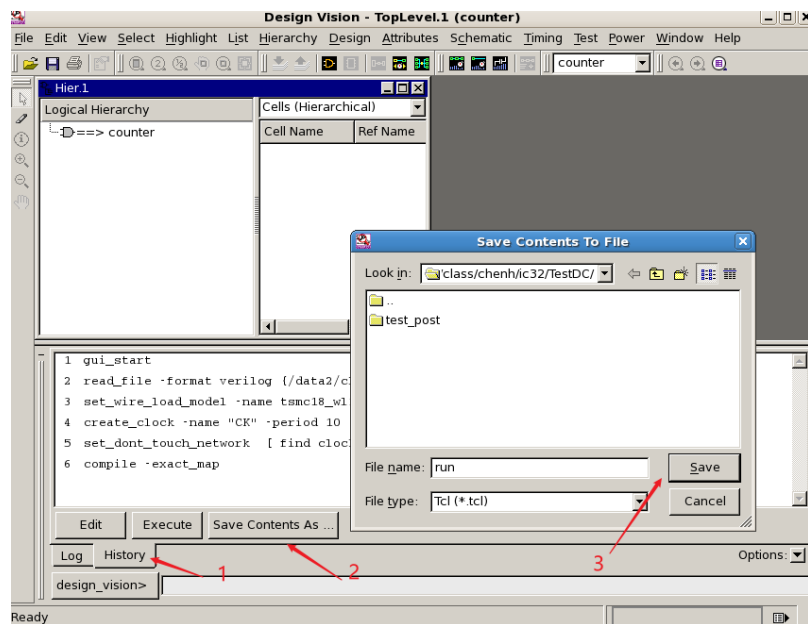 Design Vision - TopLevel.1 (counter)
File Edit View Select Highlight List Hierarchy Design Attributes Schematic Timing Test Power Window Help
counter
Hier.1
Logical Hierarchy
Cells (Hierarchical)
==> counter
Cell Name Ref Name
Save Contents To File
Look in: class/chenh/ic32/TestDC/
..
test_post
1 gui_start
2 read_file -format verilog {/data2/cl
3 set_wire_load_model -name tsmc18_wl
4 create_clock -name "CK" -period 10
5 set_dont_touch_network [ find cloc
6 compile -exact_map
File name: run Save
File type: Tcl (*.tcl) Cancel
Edit Execute Save Contents As ...
3
Log History Options:
1 2
design_vision>
Ready